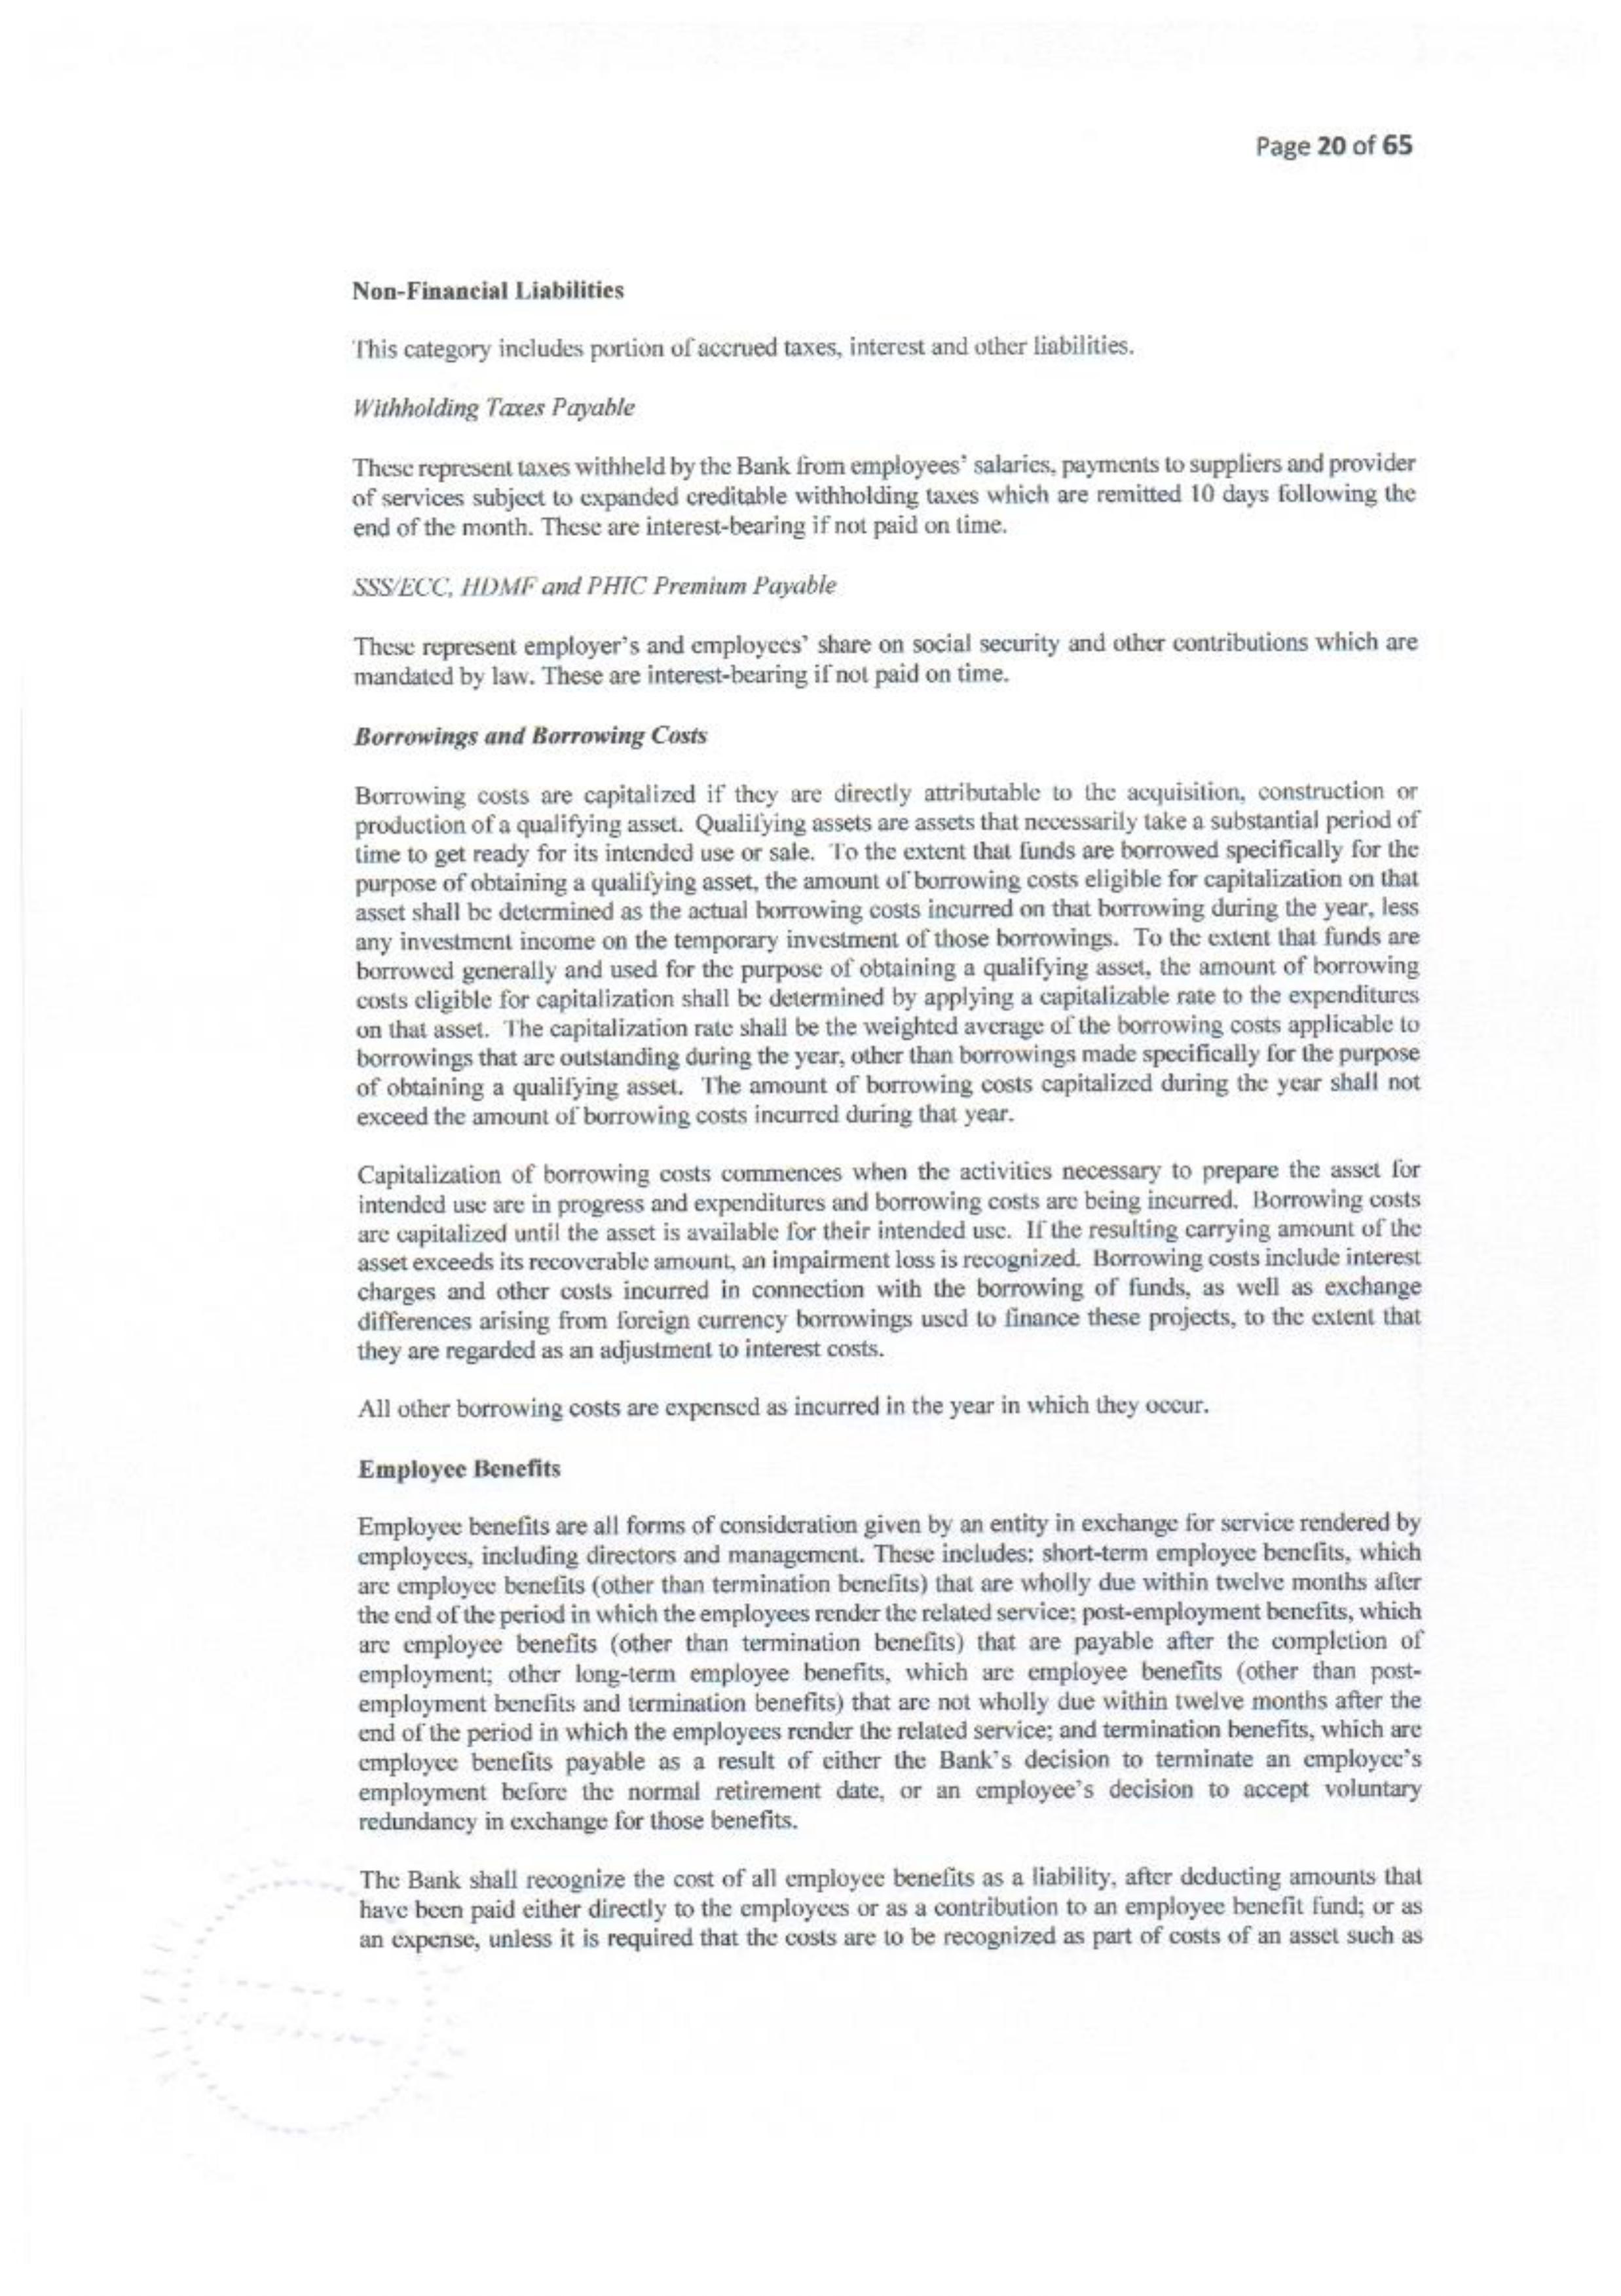 Page 20 of 65
Non-Financial Liabilities
This category includes portion of accrued taxes, interest and other liabilities.
Withholding Taxes Payable
These represent taxes withheld by the Bank from employees' salaries, payments to suppliers and provider
of services subject to expanded creditable withholding taxes which are remitted 10 days following the
end of the month. These are interest-bearing if not paid on time.
SSS/ECC, HDMF and PHIC Premium Payable
These represent employer's and employees' share on social security and other contributions which are
mandated by law. These are interest-bearing if not paid on time.
Borrowings and Borrowing Costs
Borrowing costs are capitalized if they are directly attributable to the acquisition, construction or
production of a qualifying asset. Qualifying assets are assets that necessarily take a substantial period of
time to get ready for its intended use or sale. To the extent that funds are borrowed specifically for the
purpose of obtaining a qualifying asset, the amount of borrowing costs eligible for capitalization on that
asset shall be determined as the actual borrowing costs incurred on that borrowing during the year, less
any investment income on the temporary investment of those borrowings. To the extent that funds are
borrowed generally and used for the purpose of obtaining a qualifying asset, the amount of borrowing
costs eligible for capitalization shall be determined by applying a capitalizable rate to the expenditures
on that asset. The capitalization rate shall be the weighted average of the borrowing costs applicable to
borrowings that are outstanding during the year, other than borrowings made specifically for the purpose
of obtaining a qualifying asset. The amount of borrowing costs capitalized during the year shall not
exceed the amount of borrowing costs incurred during that year.
Capitalization of borrowing costs commences when the activities necessary to prepare the asset for
intended use are in progress and expenditures and borrowing costs are being incurred. Borrowing costs
are capitalized until the asset is available for their intended use. If the resulting carrying amount of the
asset exceeds its recoverable amount, an impairment loss is recognized. Borrowing costs include interest
charges and other costs incurred in connection with the borrowing of funds, as well as exchange
differences arising from foreign currency borrowings used to finance these projects, to the extent that
they are regarded as an adjustment to interest costs.
All other borrowing costs are expensed as incurred in the year in which they occur.
Employee Benefits
Employee benefits are all forms of consideration given by an entity in exchange for service rendered by
employees, including directors and management. These includes: short-term employee benefits, which
are employee benefits (other than termination benefits) that are wholly due within twelve months after
the end of the period in which the employees render the related service; post-employment benefits, which
are employee benefits (other than termination benefits) that are payable after the completion of
employment; other long-term employee benefits, which are employee benefits (other than post-
employment benefits and termination benefits) that are not wholly due within twelve months after the
end of the period in which the employees render the related service; and termination benefits, which are
employee benefits payable as a result of either the Bank's decision to terminate an employee's
employment before the normal retirement date, or an employee's decision to accept voluntary
redundancy in exchange for those benefits.
The Bank shall recognize the cost of all employee benefits as a liability, after deducting amounts that
have been paid either directly to the employees or as a contribution to an employee benefit fund; or as
an expense, unless it is required that the costs are to be recognized as part of costs of an asset such as